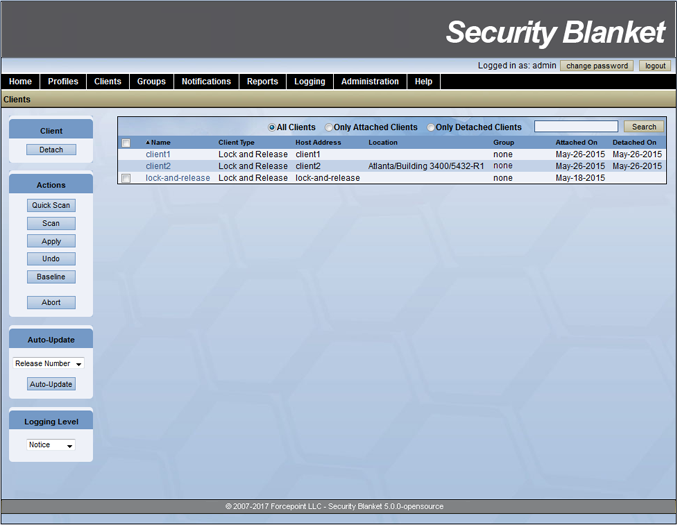 Security Blanket
Logged in as: admin change password logout
Home Profiles Clients Groups Notifications Reports Logging Administration Help
Clients
Client
Detach
Actions
Quick Scan
Scan
Apply
Undo
Baseline
Abort
Auto-Update
Release Number
Auto-Update
Logging Level
Notice
All Clients Only Attached Clients Only Detached Clients Search
Name Client Type Host Address Location Group Attached On Detached On
client1 Lock and Release client1 none May-26-2015 May-26-2015
client2 Lock and Release client2 Atlanta/Building 3400/5432-R1 none May-26-2015 May-26-2015
lock-and-release Lock and Release lock-and-release none May-18-2015
© 2007-2017 Forcepoint LLC - Security Blanket 5.0.0-opensource